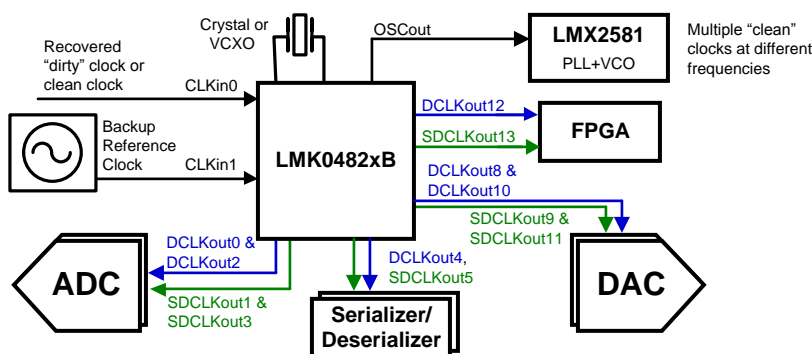 Crystal or
VCXO
OSCout
LMX2581
PLL+VCO
Multiple “clean”
clocks at different
frequencies
Recovered
“dirty” clock or
clean clock
CLKin0
Backup
Reference
Clock
CLKin1
LMK0482xB
DCLKout12
SDCLKout13
FPGA
DCLKout8 &
DCLKout10
SDCLKout9 &
SDCLKout11
DAC
ADC
DCLKout0 &
DCLKout2
SDCLKout1 &
SDCLKout3
DCLKout4,
SDCLKout5
Serializer/
Deserializer